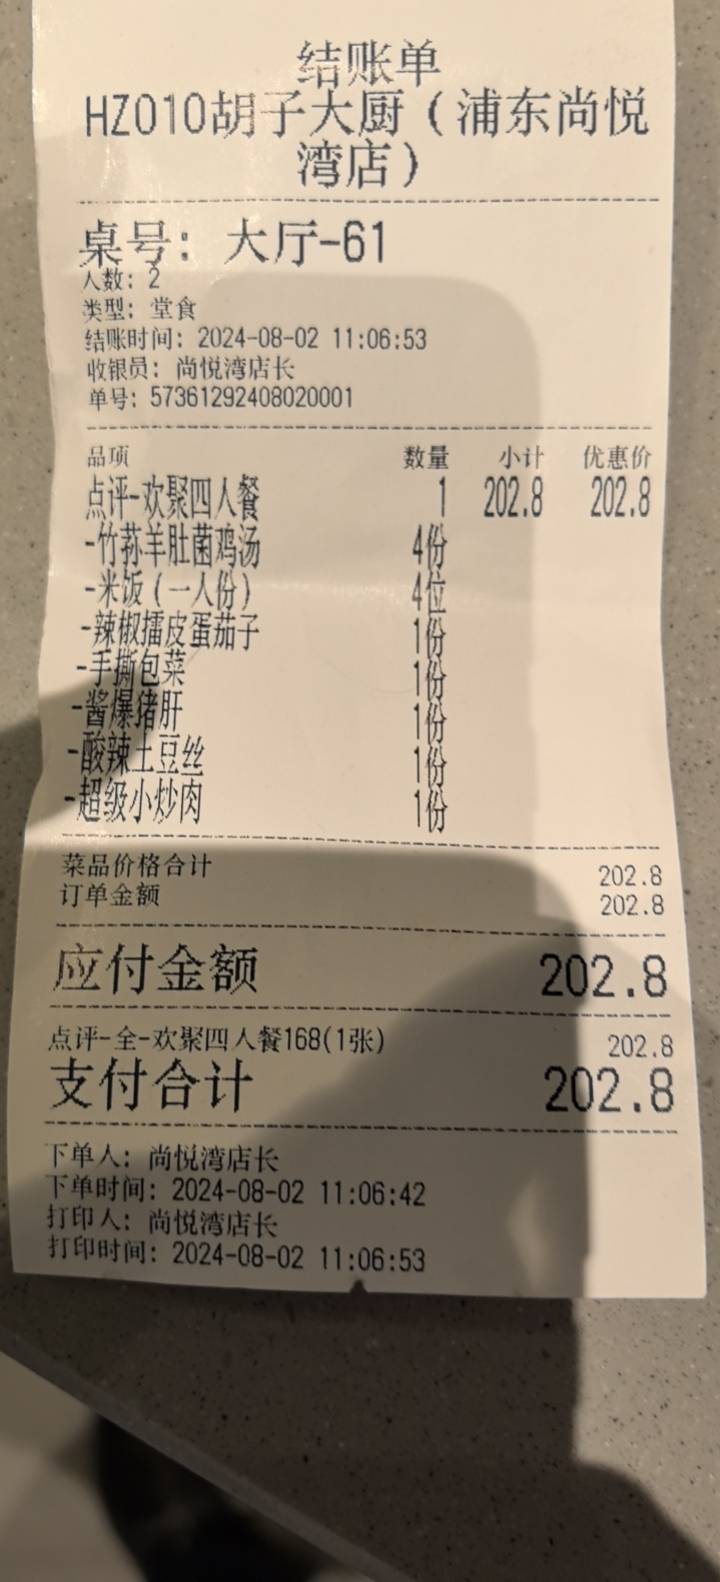 结账单
HZ010胡子大厨（浦东尚悦
湾店）
桌号：大厅-61
人数：2
类型：堂食
结账时间：2024-08-02 11:06:53
收银员：尚悦湾店长
单号：57361292408020001
品项 数量 小计 优惠价
点评-欢聚四人餐 1 202.8 202.8
-竹荪羊肚菌鸡汤 4份
-米饭（一人份） 4位
-辣椒擂皮蛋茄子 1份
-手撕包菜 1份
-酱爆猪肝 1份
-酸辣土豆丝 1份
-超级小炒肉 1份
菜品价格合计 202.8
订单金额 202.8
应付金额 202.8
点评-全-欢聚四人餐168(1张) 202.8
支付合计 202.8
下单人：尚悦湾店长
下单时间：2024-08-02 11:06:42
打印人：尚悦湾店长
打印时间：2024-08-02 11:06:53